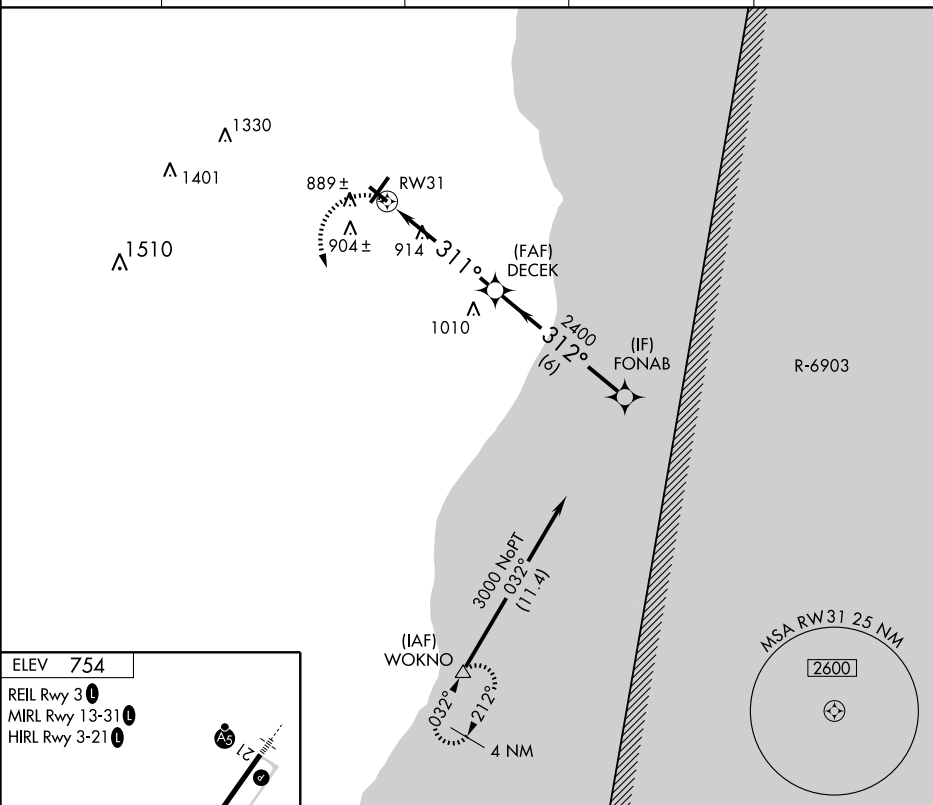 1330
1401
1510
889±
904±
914
RW31
311°
(FAF)
DECEK
1010
2400
312°
(6)
(IF)
FONAB
R-6903
3000 NoPT
032°
(11.4)
(IAF)
WOKNO
032°
212°
4 NM
MSA RW31 25 NM
2600
ELEV 754
REIL Rwy 3 L
MIRL Rwy 13-31 L
HIRL Rwy 3-21 L
A5
21
P